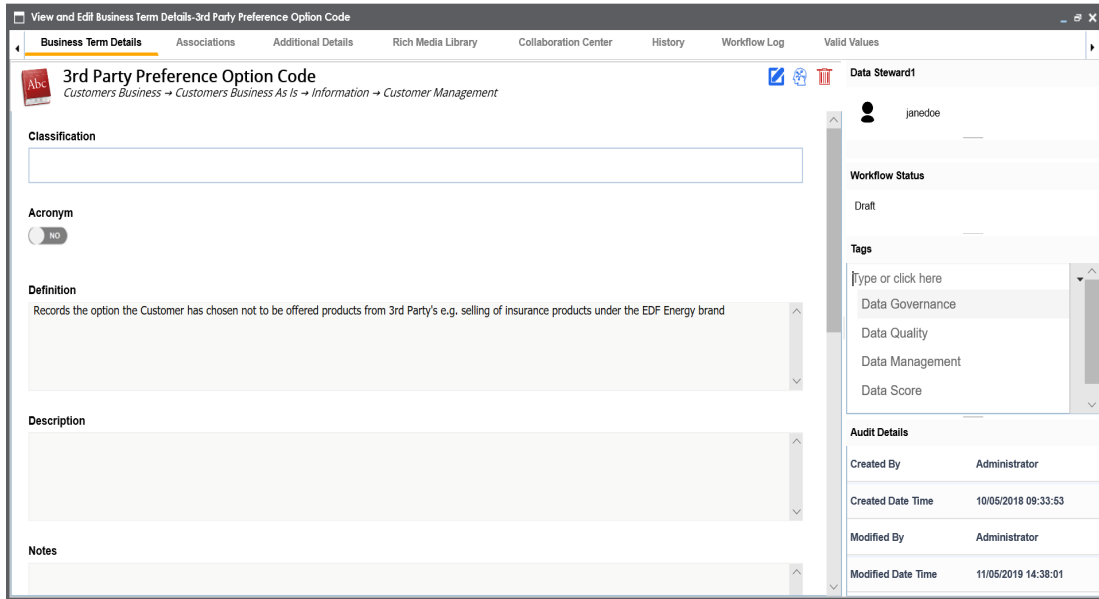 View and Edit Business Term Details-3rd Party Preference Option Code
Business Term Details Associations Additional Details Rich Media Library Collaboration Center History Workflow Log Valid Values
Abc
3rd Party Preference Option Code
Customers Business → Customers Business As Is → Information → Customer Management
Classification
Acronym
NO
Definition
Records the option the Customer has chosen not to be offered products from 3rd Party's e.g. selling of insurance products under the EDF Energy brand
Description
Notes
Data Steward1
janedoe
Workflow Status
Draft
Tags
Type or click here
Data Governance
Data Quality
Data Management
Data Score
Audit Details
Created By Administrator
Created Date Time 10/05/2018 09:33:53
Modified By Administrator
Modified Date Time 11/05/2019 14:38:01